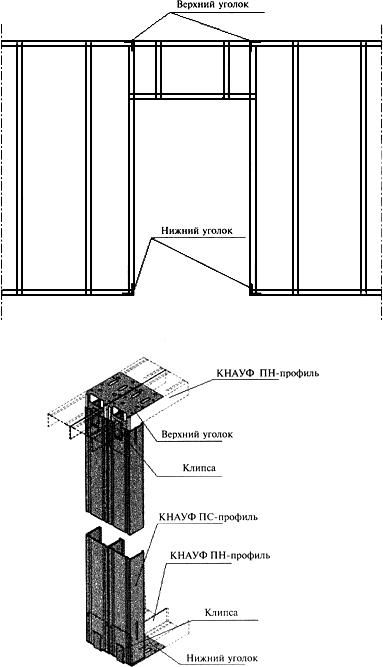 Верхний уголок
Нижний уголок
КНАУФ ПН-профиль
Верхний уголок
Клипса
КНАУФ ПС-профиль
КНАУФ ПН-профиль
Клипса
Нижний уголок